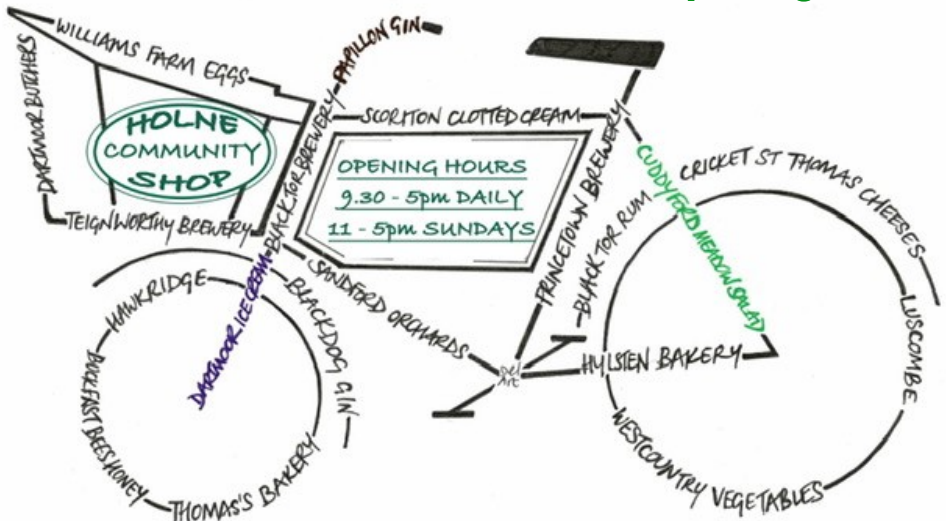 WILLIAMS FARM EGGS
DARTMOOR BUTCHERS
HOLNE
COMMUNITY
SHOP
TEIGNWORTHY BREWERY
BLACK TOR BREWERY
PAPILLON GIN
SCORITON CLOTTED CREAM
OPENING HOURS
9.30 - 5pm DAILY
11 - 5pm SUNDAYS
PRINCETOWN BREWERY
BLACK TOR RUM
CUDDYFORD MEADOW SALAD
CRICKET ST THOMAS CHEESES
LUSCOMBE
WESTCOUNTRY VEGETABLES
HYLSTEN BAKERY
SANDFORD ORCHARDS
BLACKDOG GIN
DARTMOOR ICE CREAM
HAWKRIDGE
BUCKFAST BEES HONEY
THOMAS'S BAKERY